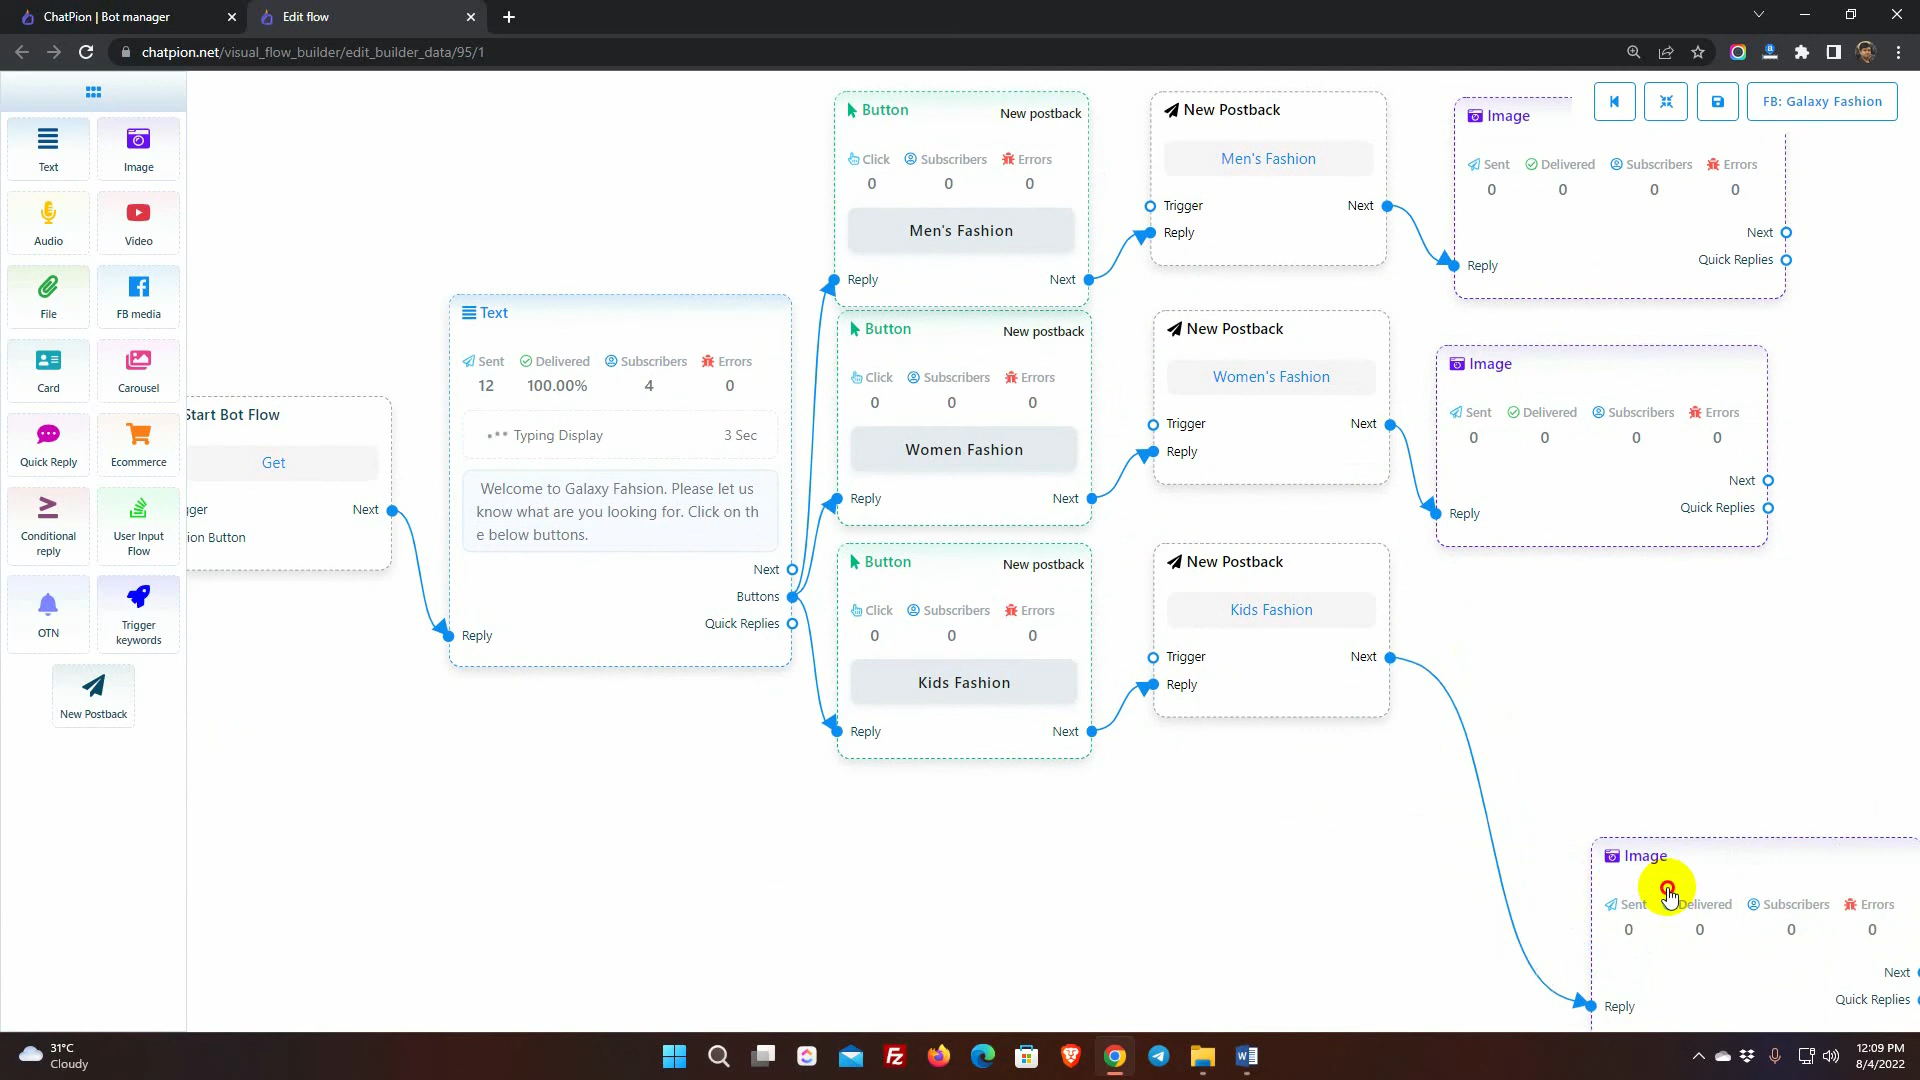 ChatPion | Bot manager
Edit flow
chatpion.net/visual_flow_builder/edit_builder_data/95/1
FB: Galaxy Fashion
Text
Image
Audio
Video
File
FB media
Card
Carousel
Quick Reply
Ecommerce
Conditional
reply
User Input
Flow
OTN
Trigger
keywords
New Postback
Start Bot Flow
Get
gger
Next
ion Button
Text
Sent Delivered Subscribers Errors
12 100.00% 4 0
Typing Display 3 Sec
Welcome to Galaxy Fahsion. Please let us
know what are you looking for. Click on th
e below buttons.
Next
Buttons
Quick Replies
Reply
Button New postback
Click Subscribers Errors
0 0 0
Men's Fashion
Reply Next
Button New postback
Click Subscribers Errors
0 0 0
Women Fashion
Reply Next
Button New postback
Click Subscribers Errors
0 0 0
Kids Fashion
Reply Next
New Postback
Men's Fashion
Trigger Next
Reply
New Postback
Women's Fashion
Trigger Next
Reply
New Postback
Kids Fashion
Trigger Next
Reply
Image
Sent Delivered Subscribers Errors
0 0 0 0
Next
Quick Replies
Reply
Image
Sent Delivered Subscribers Errors
0 0 0 0
Next
Quick Replies
Reply
Image
Sent Delivered Subscribers Errors
0 0 0 0
Next
Quick Replies
Reply
31°C
Cloudy
12:09 PM
8/4/2022